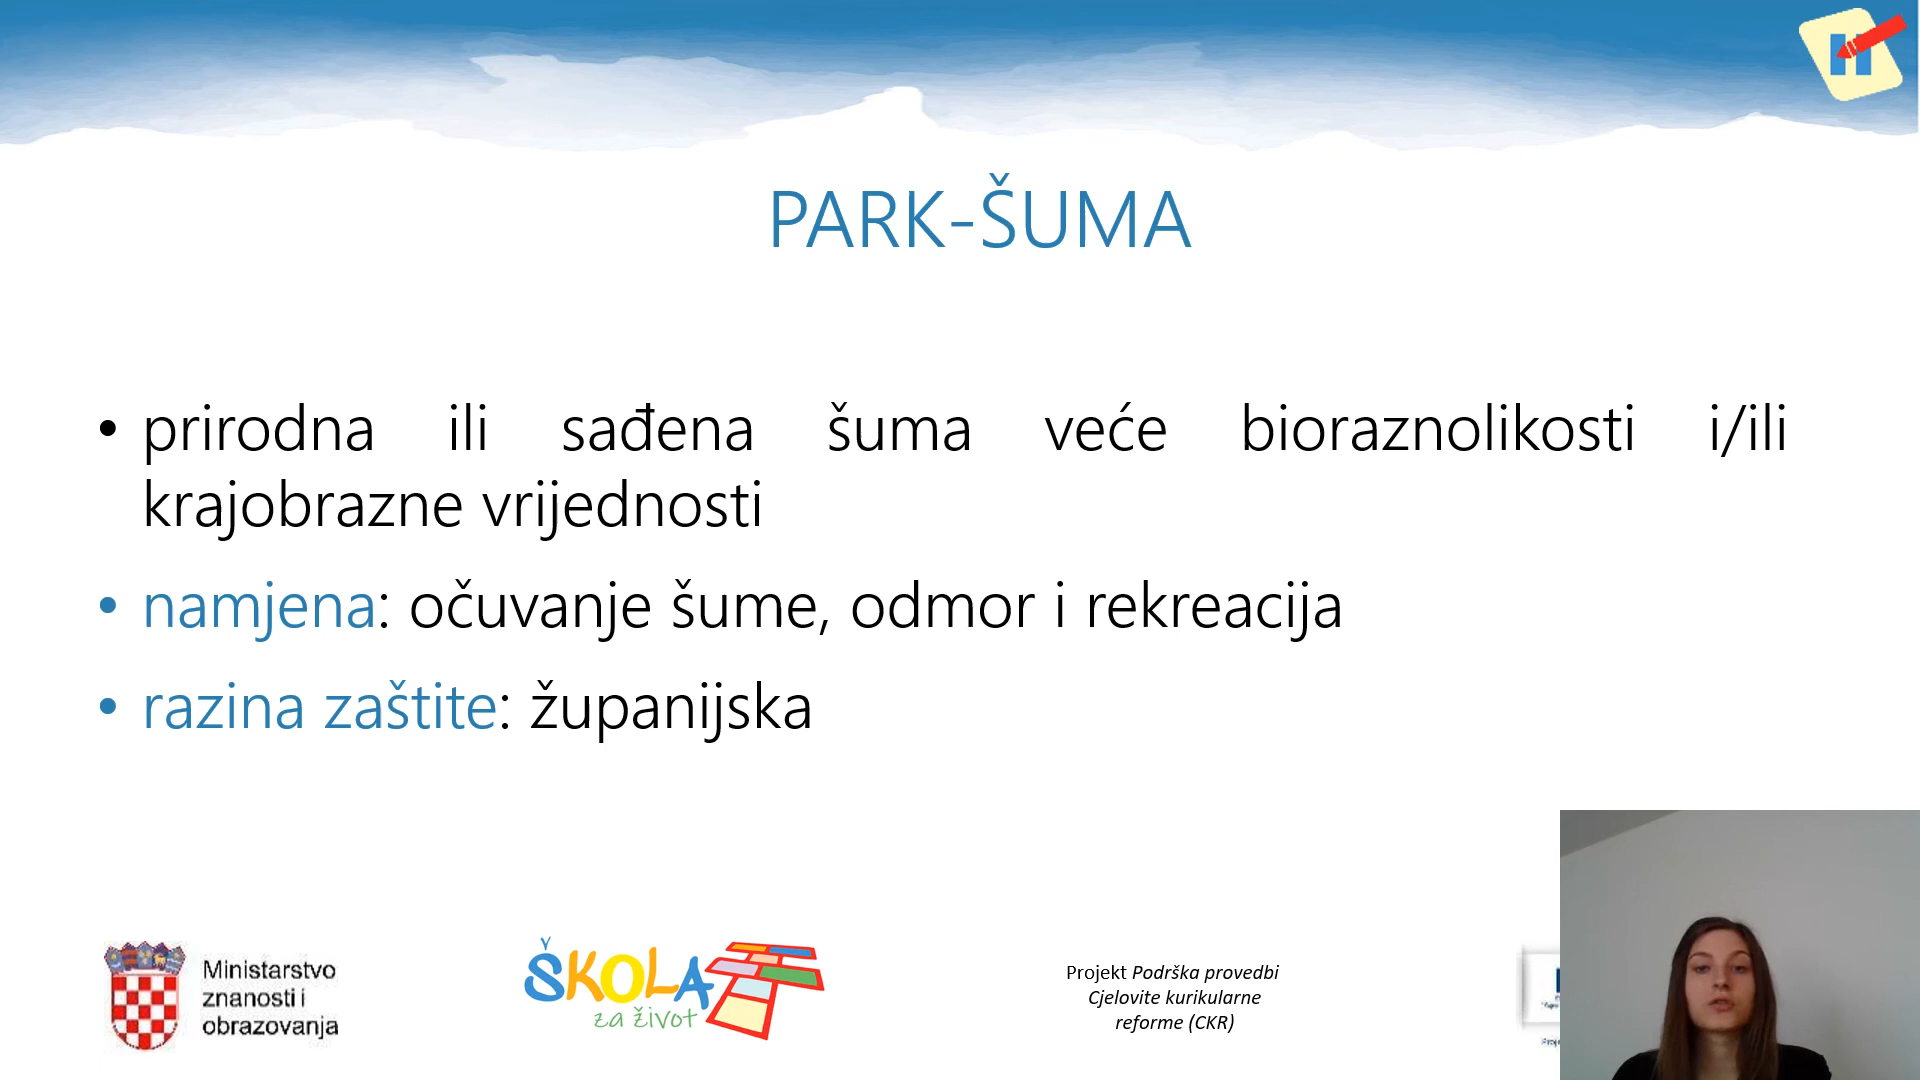 PARK-ŠUMA
• prirodna ili sađena šuma veće bioraznolikosti i/ili
krajobrazne vrijednosti
• namjena: očuvanje šume, odmor i rekreacija
• razina zaštite: županijska
Ministarstvo
znanosti i
obrazovanja
ŠKOLA
za život
Projekt Podrška provedbi
Cjelovite kurikularne
reforme (CKR)